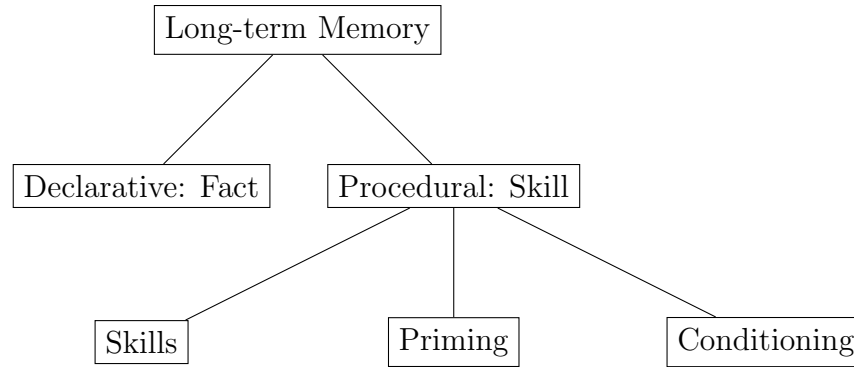 Long-term Memory
Declarative: Fact
Procedural: Skill
Skills
Priming
Conditioning